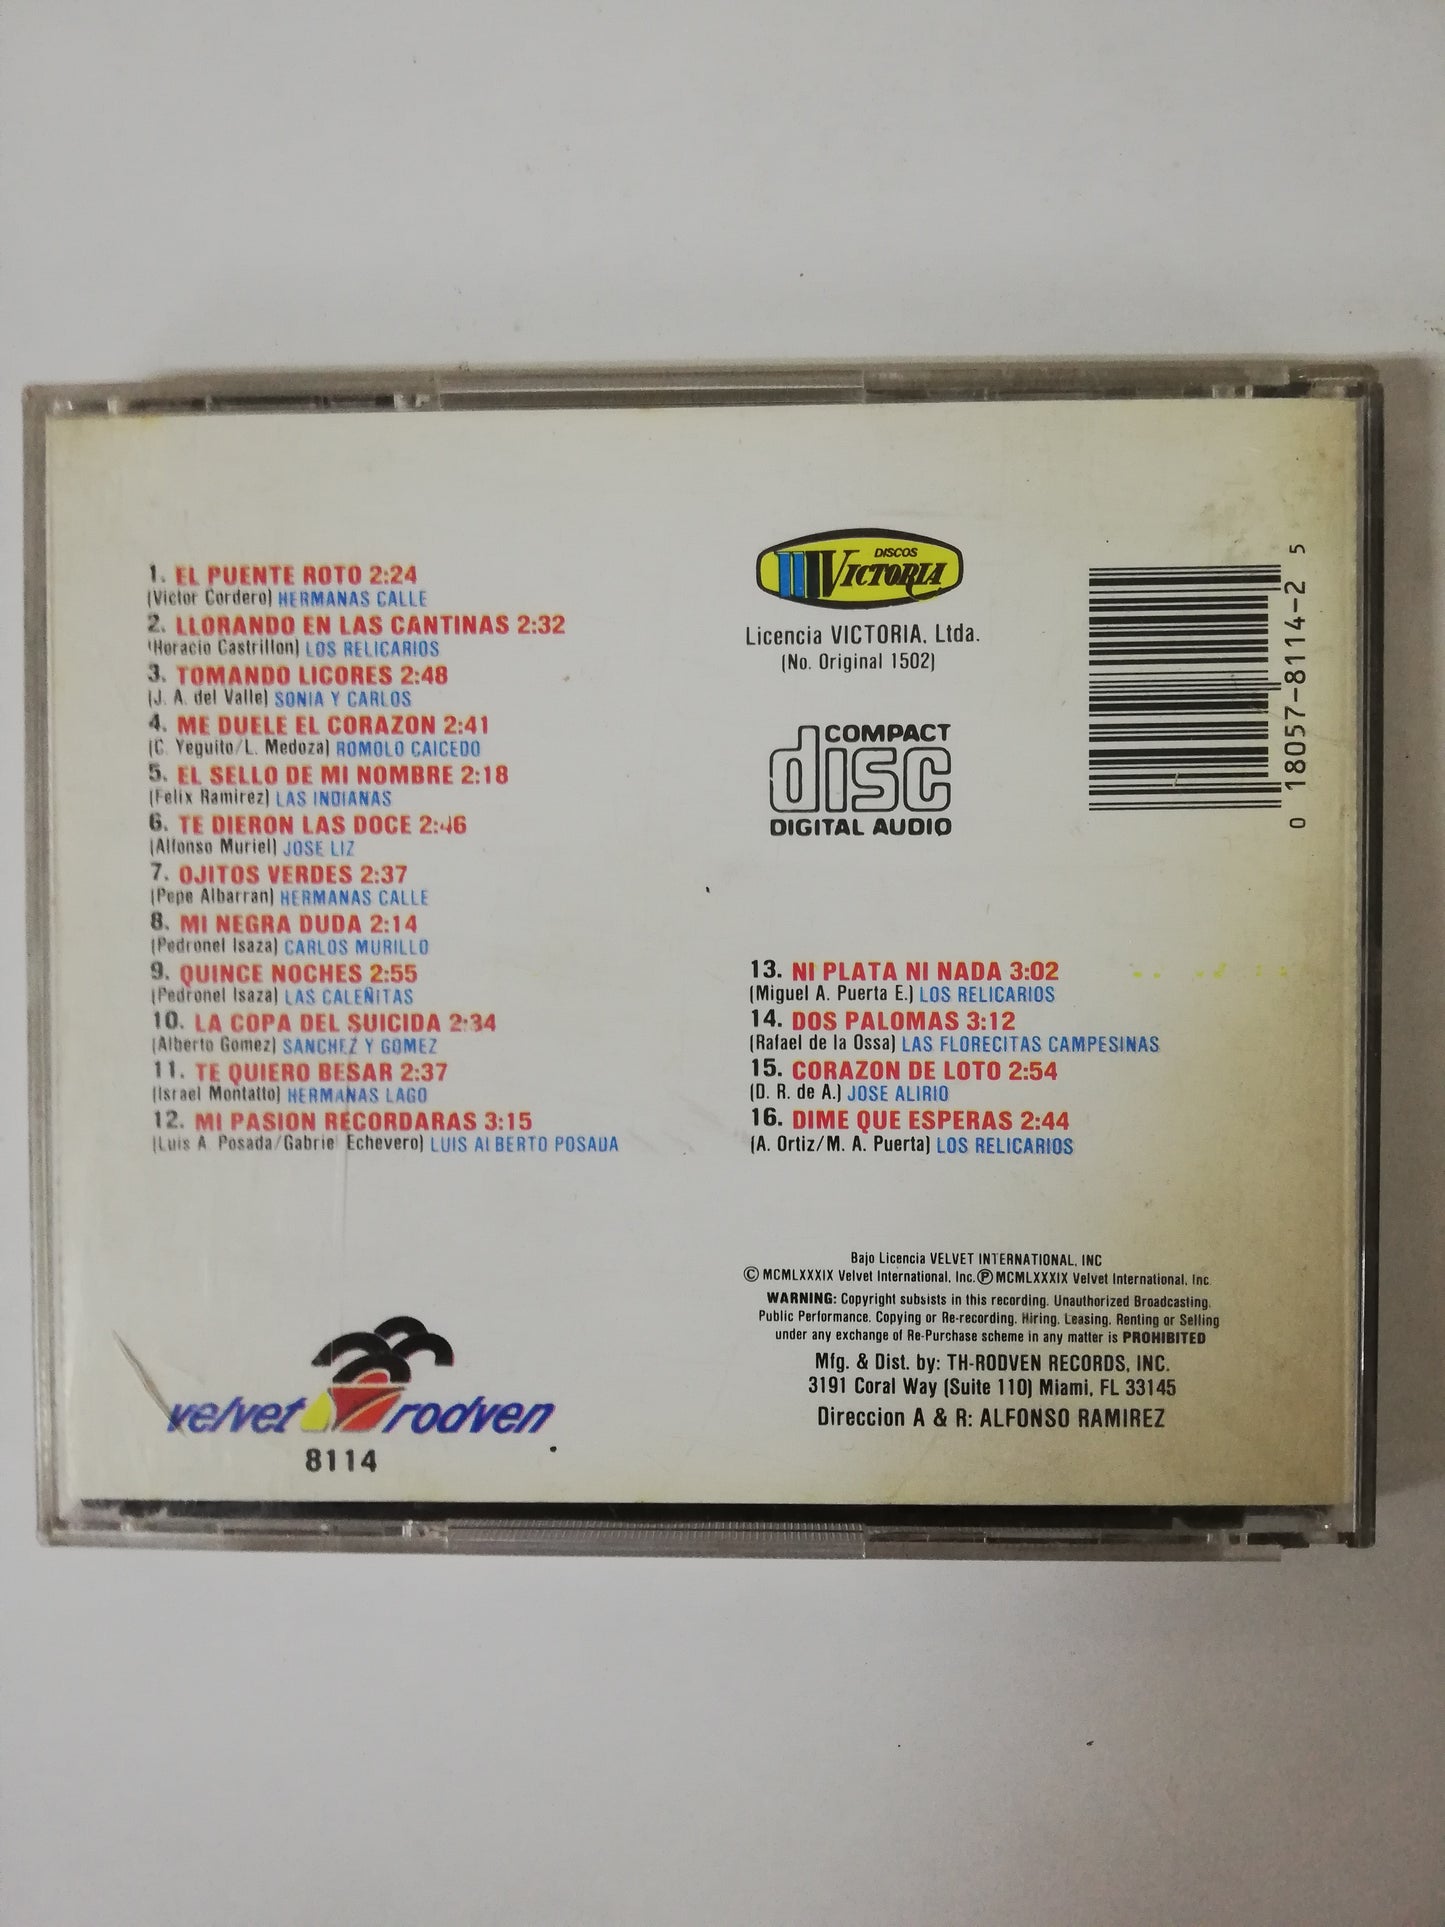 1. EL PUENTE ROTO 2:24
(Victor Cordero) HERMANAS CALLE
2. LLORANDO EN LAS CANTINAS 2:32
(Horacio Castrillon) LOS RELICARIOS
3. TOMANDO LICORES 2:48
(J. A. del Valle) SONIA Y CARLOS
4. ME DUELE EL CORAZON 2:41
(C. Yeguito/L. Medoza) ROMOLO CAICEDO
5. EL SELLO DE MI NOMBRE 2:18
(Felix Ramirez) LAS INDIANAS
6. TE DIERON LAS DOCE 2:46
(Alfonso Muriel) JOSE LIZ
7. OJITOS VERDES 2:37
(Pepe Albarran) HERMANAS CALLE
8. MI NEGRA DUDA 2:14
(Pedronel Isaza) CARLOS MURILLO
9. QUINCE NOCHES 2:55
(Pedronel Isaza) LAS CALEÑITAS
10. LA COPA DEL SUICIDA 2:34
(Alberto Gomez) SANCHEZ Y GOMEZ
11. TE QUIERO BESAR 2:37
(Israel Montatto) HERMANAS LAGO
12. MI PASION RECORDARAS 3:15
(Luis A. Posada/Gabriel Echevero) LUIS ALBERTO POSADA
velvet rodven
8114
DISCOS
VICTORIA
Licencia VICTORIA, Ltda.
(No. Original 1502)
COMPACT
disc
DIGITAL AUDIO
0 18057-8114-2 5
13. NI PLATA NI NADA 3:02
(Miguel A. Puerta E.) LOS RELICARIOS
14. DOS PALOMAS 3:12
(Rafael de la Ossa) LAS FLORECITAS CAMPESINAS
15. CORAZON DE LOTO 2:54
(D. R. de A.) JOSE ALIRIO
16. DIME QUE ESPERAS 2:44
(A. Ortiz/M. A. Puerta) LOS RELICARIOS
Bajo Licencia VELVET INTERNATIONAL, INC
© MCMLXXXIX Velvet International, Inc. ℗ MCMLXXXIX Velvet International, Inc.
WARNING: Copyright subsists in this recording. Unauthorized Broadcasting,
Public Performance, Copying or Re-recording, Hiring, Leasing, Renting or Selling
under any exchange of Re-Purchase scheme in any matter is PROHIBITED
Mfg. & Dist. by: TH-RODVEN RECORDS, INC.
3191 Coral Way (Suite 110) Miami, FL 33145
Direccion A & R: ALFONSO RAMIREZ